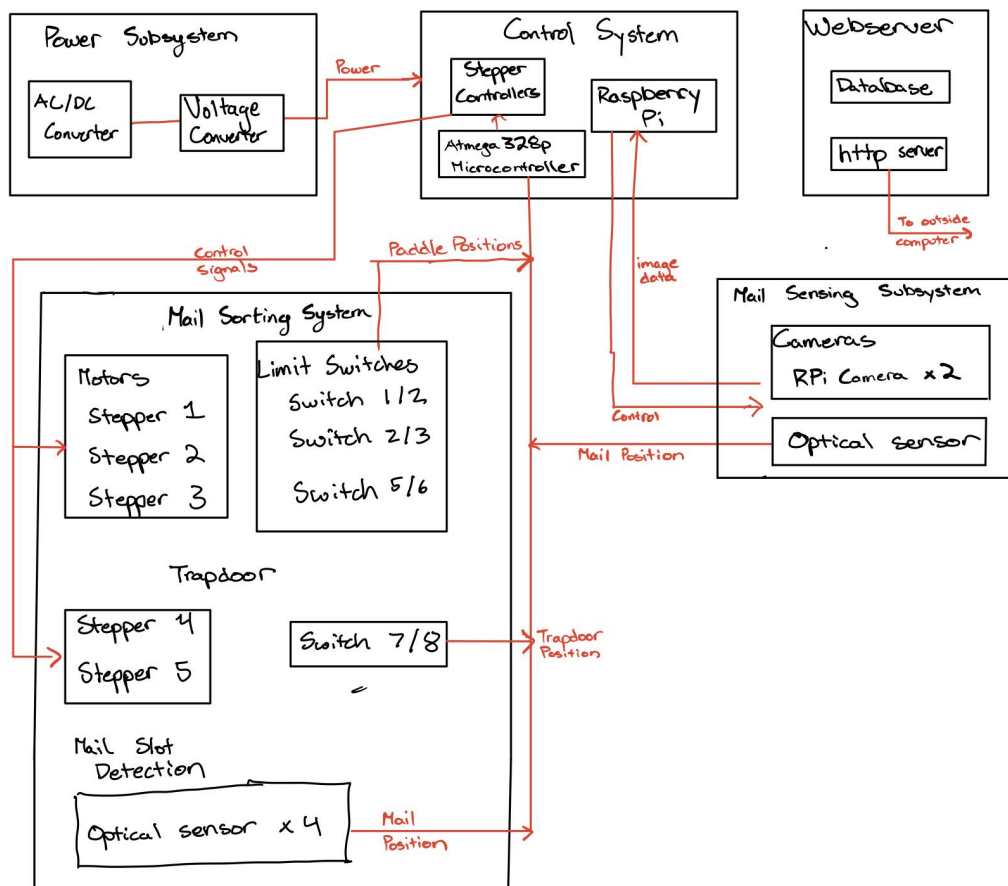 Power Subsystem
AC/DC
Converter
Voltage
Converter
Power
Control System
Stepper
Controllers
Atmega 328p
Microcontroller
Raspberry
Pi
Webserver
Database
http server
To outside
computer
Control
Signals
Paddle Positions
image
data
Control
Mail Sensing Subsystem
Cameras
RPi Camera x2
Optical sensor
Mail Position
Mail Sorting System
Motors
Stepper 1
Stepper 2
Stepper 3
Limit Switches
Switch 1/2
Switch 2/3
Switch 5/6
Trapdoor
Stepper 4
Stepper 5
Switch 7/8
Trapdoor
Position
Mail Slot
Detection
Optical sensor x 4
Mail
Position